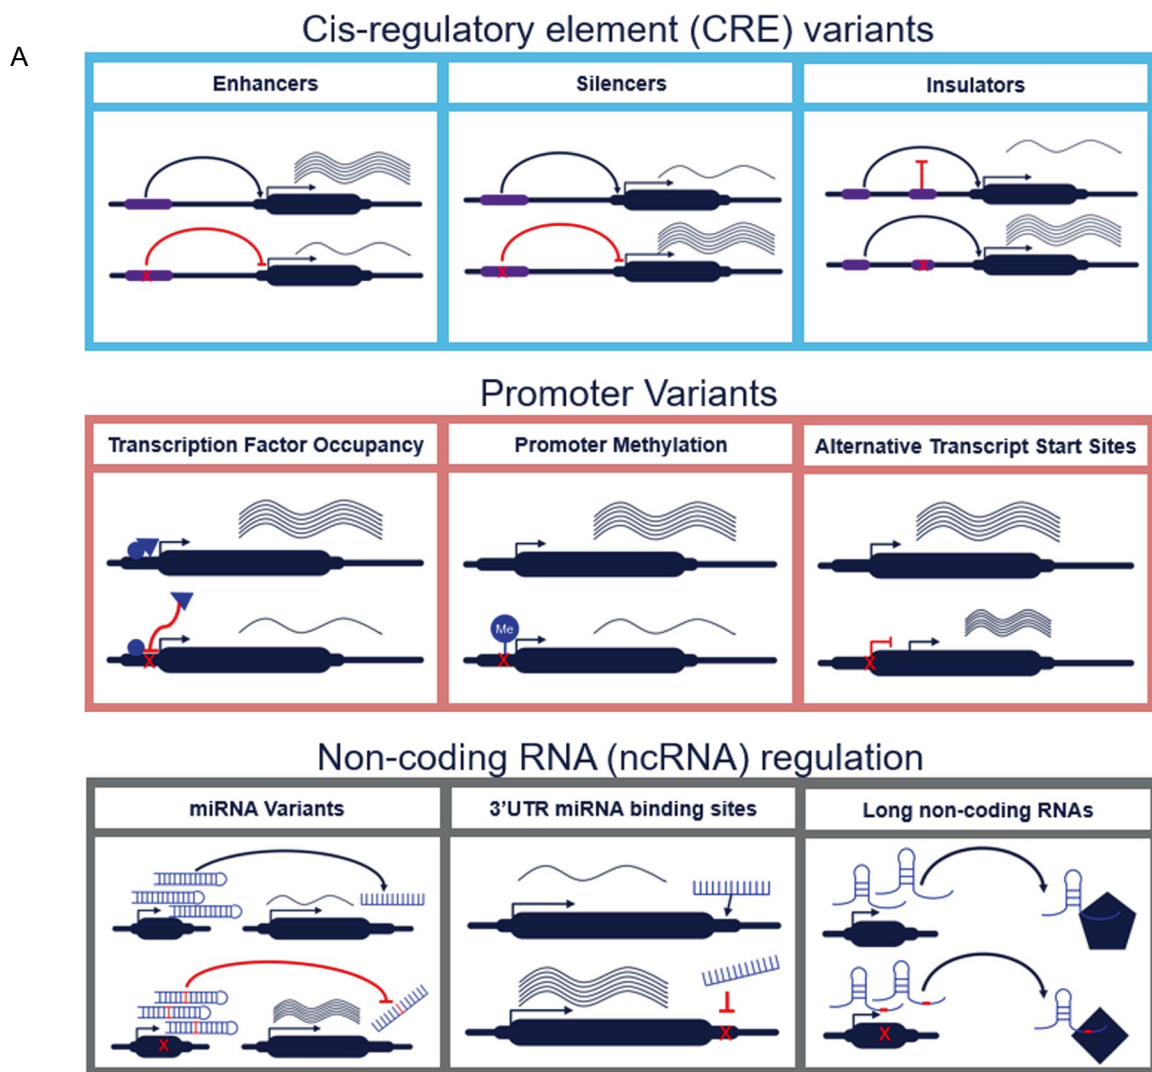 Cis-regulatory element (CRE) variants
A
Enhancers
Silencers
Insulators
X
X
X
Promoter Variants
Transcription Factor Occupancy
Promoter Methylation
Alternative Transcript Start Sites
Me
X
X
X
Non-coding RNA (ncRNA) regulation
miRNA Variants
3'UTR miRNA binding sites
Long non-coding RNAs
X
X
X